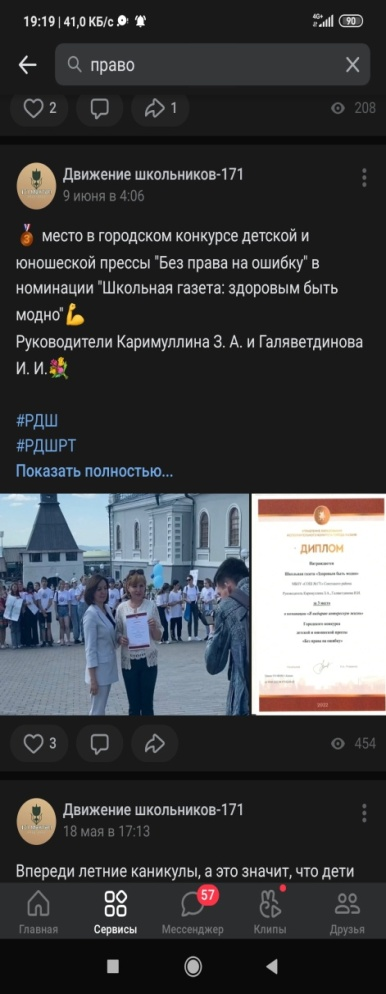 19:19 | 41,0 КБ/с
4G+
90
право
2
1
208
Движение школьников-171
9 июня в 4:06
3 место в городском конкурсе детской и
юношеской прессы "Без права на ошибку" в
номинации "Школьная газета: здоровым быть
модно"
Руководители Каримуллина З. А. и Галяветдинова
И. И.
#РДШ
#РДШРТ
Показать полностью...
ДИПЛОМ
Награждается
3
454
Движение школьников-171
18 мая в 17:13
Впереди летние каникулы, а это значит, что дети
57
Главная
Сервисы
Мессенджер
Клипы
Друзья